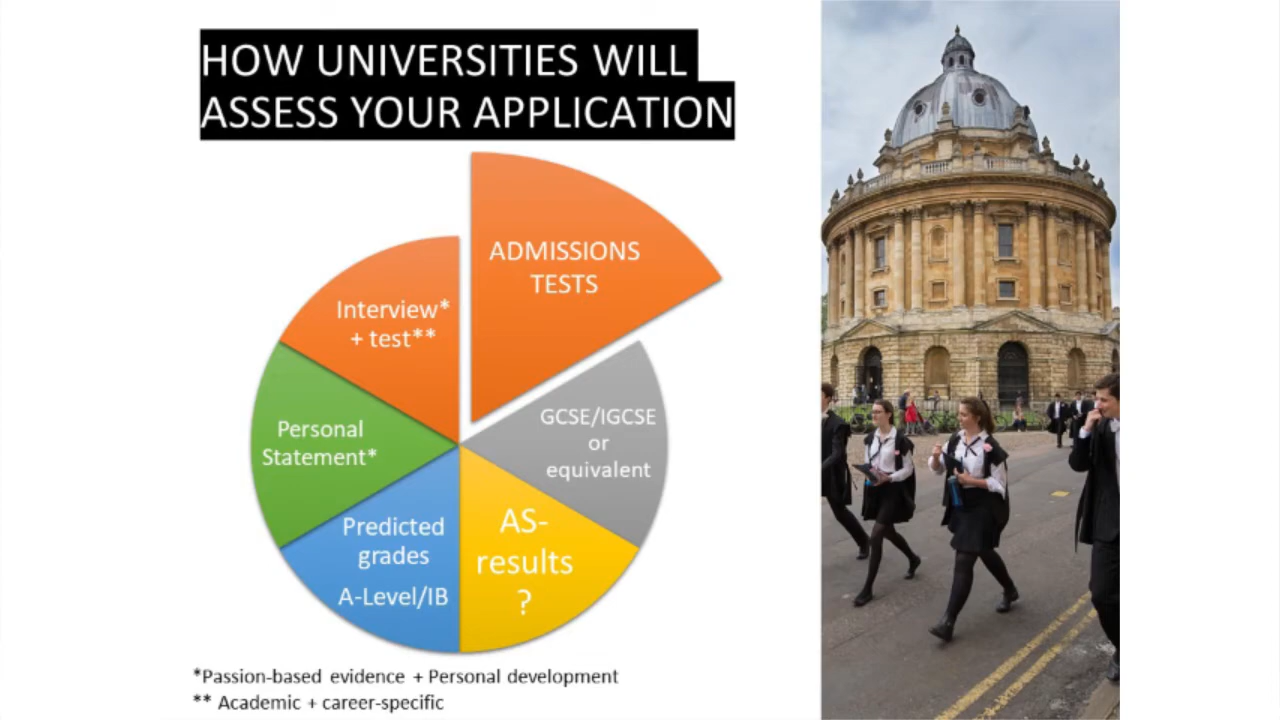 HOW UNIVERSITIES WILL
ASSESS YOUR APPLICATION
ADMISSIONS
TESTS
Interview*
+ test**
GCSE/IGCSE
or
equivalent
Personal
Statement*
AS-
results
?
Predicted
grades
A-Level/IB
*Passion-based evidence + Personal development
** Academic + career-specific